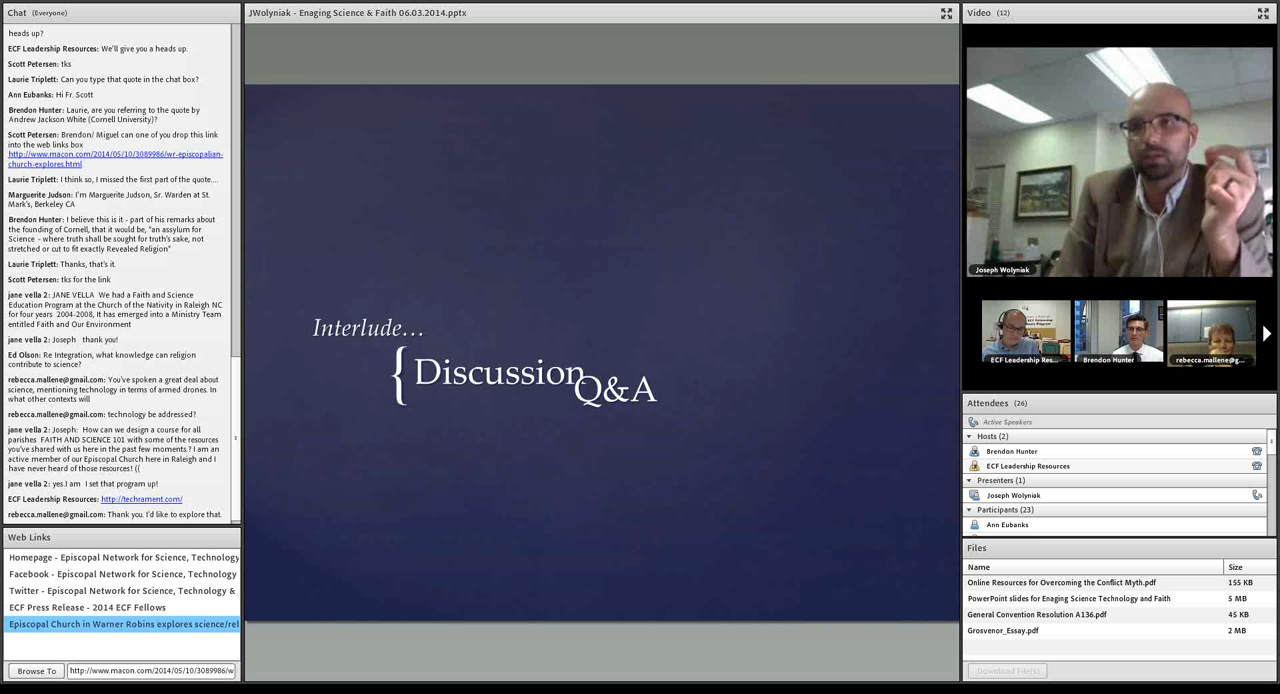 Chat (Everyone)
heads up?
ECF Leadership Resources: We'll give you a heads up.
Scott Petersen: tks
Laurie Triplett: Can you type that quote in the chat box?
Ann Eubanks: Hi Fr. Scott
Brendon Hunter: Laurie, are you referring to the quote by
Andrew Jackson White (Cornell University)?
Scott Petersen: Brendon/ Miguel can one of you drop this link
into the web links box
http://www.macon.com/2014/05/10/3089986/wr-episcopalian-
church-explores.html
Laurie Triplett: I think so, I missed the first part of the quote....
Marguerite Judson: I'm Marguerite Judson, Sr. Warden at St.
Mark's, Berkeley CA
Brendon Hunter: I believe this is it - part of his remarks about
the founding of Cornell, that it would be, "an assylum for
Science – where truth shall be sought for truth's sake, not
stretched or cut to fit exactly Revealed Religion"
Laurie Triplett: Thanks, that's it.
Scott Petersen: tks for the link
jane vella 2: JANE VELLA We had a Faith and Science
Education Program at the Church of the Nativity in Raleigh NC
for four years 2004-2008, It has emerged into a Ministry Team
entitled Faith and Our Environment
jane vella 2: Joseph thank you!
Ed Olson: Re Integration, what knowledge can religion
contribute to science?
rebecca.mallene@gmail.com: You've spoken a great deal about
science, mentioning technology in terms of armed drones. In
what other contexts will
rebecca.mallene@gmail.com: technology be addressed?
jane vella 2: Joseph: How can we design a course for all
parishes FAITH AND SCIENCE 101 with some of the resources
you've shared with us here in the past few moments.? I am an
active member of our Episcopal Church here in Raleigh and I
have never heard of those resources! ((
jane vella 2: yes.I am I set that program up!
ECF Leadership Resources: http://techrament.com/
rebecca.mallene@gmail.com: Thank you. I'd like to explore that.
Web Links
Homepage - Episcopal Network for Science, Technology
Facebook - Episcopal Network for Science, Technology
Twitter - Episcopal Network for Science, Technology &
ECF Press Release - 2014 ECF Fellows
Episcopal Church in Warner Robins explores science/rel
Browse To
http://www.macon.com/2014/05/10/3089986/w
JWolyniak - Enaging Science & Faith 06.03.2014.pptx
Interlude...
{ Discussion
Q&A
Video (12)
Joseph Wolyniak
ECF Leadership Res...
Brendon Hunter
rebecca.mallene@g...
Attendees (26)
Active Speakers
Hosts (2)
Brendon Hunter
ECF Leadership Resources
Presenters (1)
Joseph Wolyniak
Participants (23)
Ann Eubanks
Files
Name Size
Online Resources for Overcoming the Conflict Myth.pdf 155 KB
PowerPoint slides for Enaging Science Technology and Faith 5 MB
General Convention Resolution A136.pdf 45 KB
Grosvenor_Essay.pdf 2 MB
Download File(s)